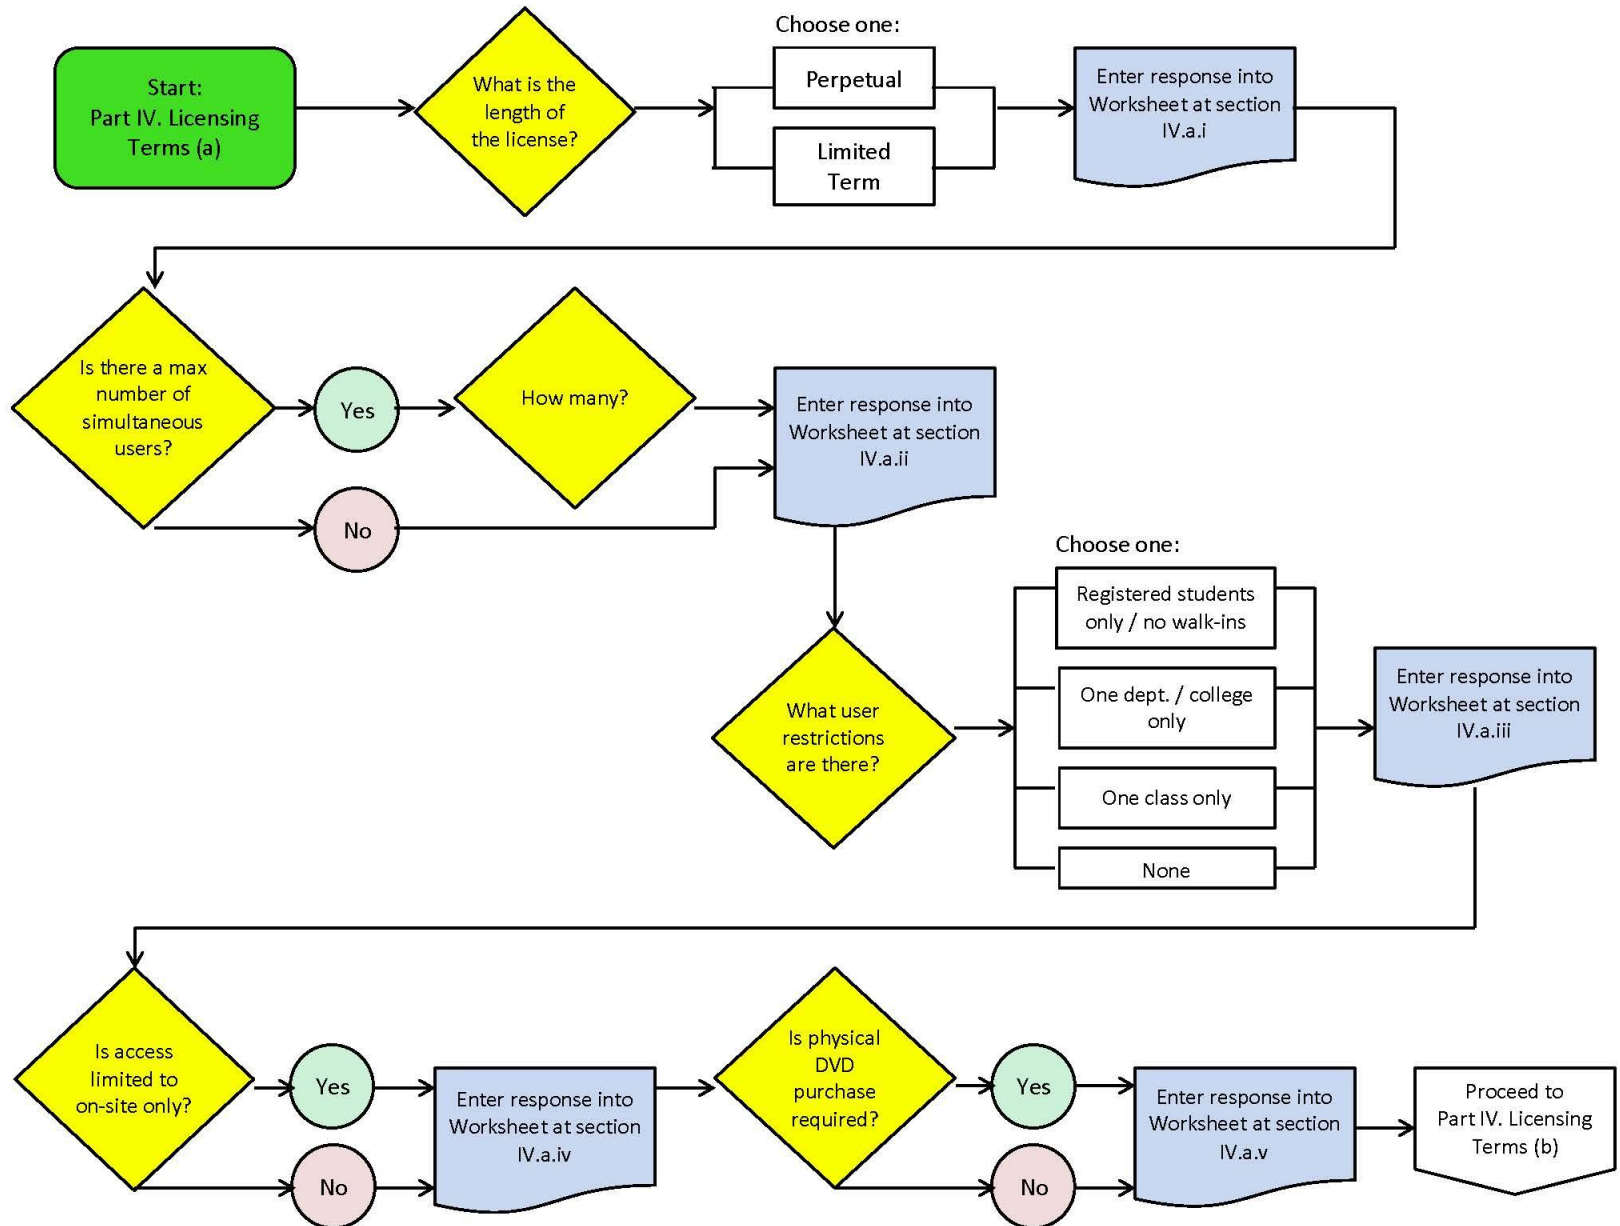 Choose one:
Start:
Part IV. Licensing
Terms (a)
What is the
length of
the license?
Perpetual
Limited
Term
Enter response into
Worksheet at section
IV.a.i
Is there a max
number of
simultaneous
users?
Yes
How many?
No
Enter response into
Worksheet at section
IV.a.ii
Choose one:
What user
restrictions
are there?
Registered students
only / no walk-ins
One dept. / college
only
One class only
None
Enter response into
Worksheet at section
IV.a.iii
Is access
limited to
on-site only?
Yes
No
Enter response into
Worksheet at section
IV.a.iv
Is physical
DVD
purchase
required?
Yes
No
Enter response into
Worksheet at section
IV.a.v
Proceed to
Part IV. Licensing
Terms (b)